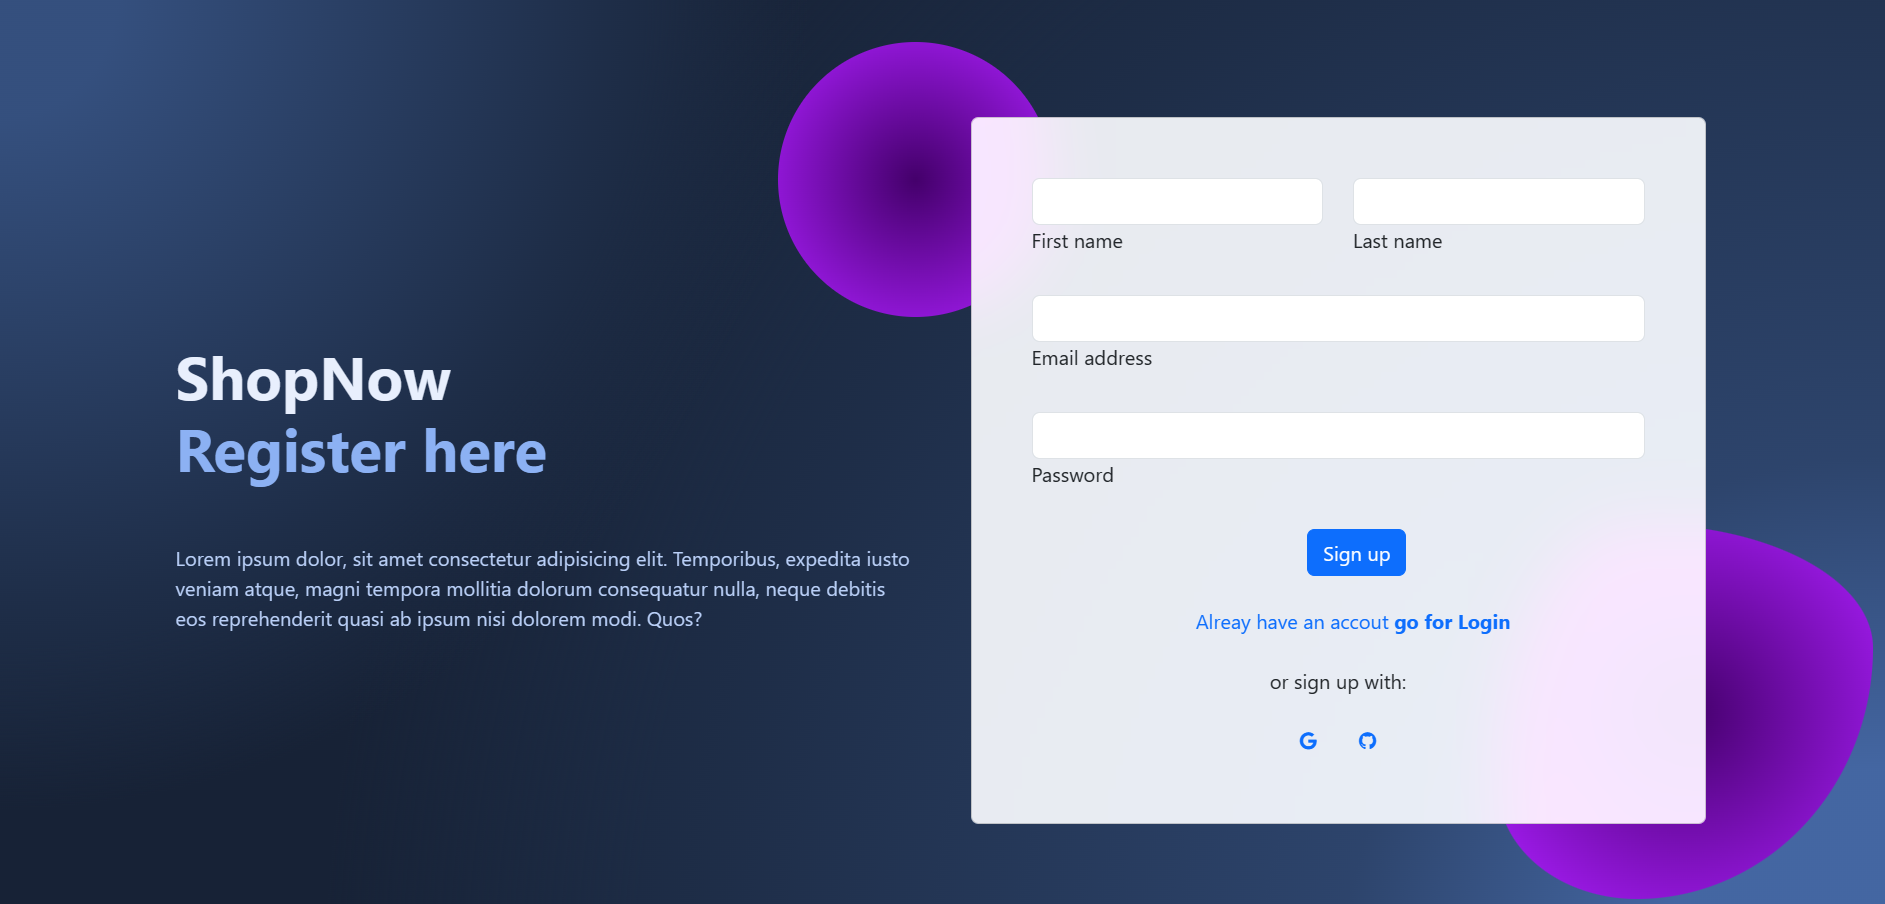 ShopNow
Register here
Lorem ipsum dolor, sit amet consectetur adipisicing elit. Temporibus, expedita iusto
veniam atque, magni tempora mollitia dolorum consequatur nulla, neque debitis
eos reprehenderit quasi ab ipsum nisi dolorem modi. Quos?
First name
Last name
Email address
Password
Sign up
Alreay have an accout go for Login
or sign up with: